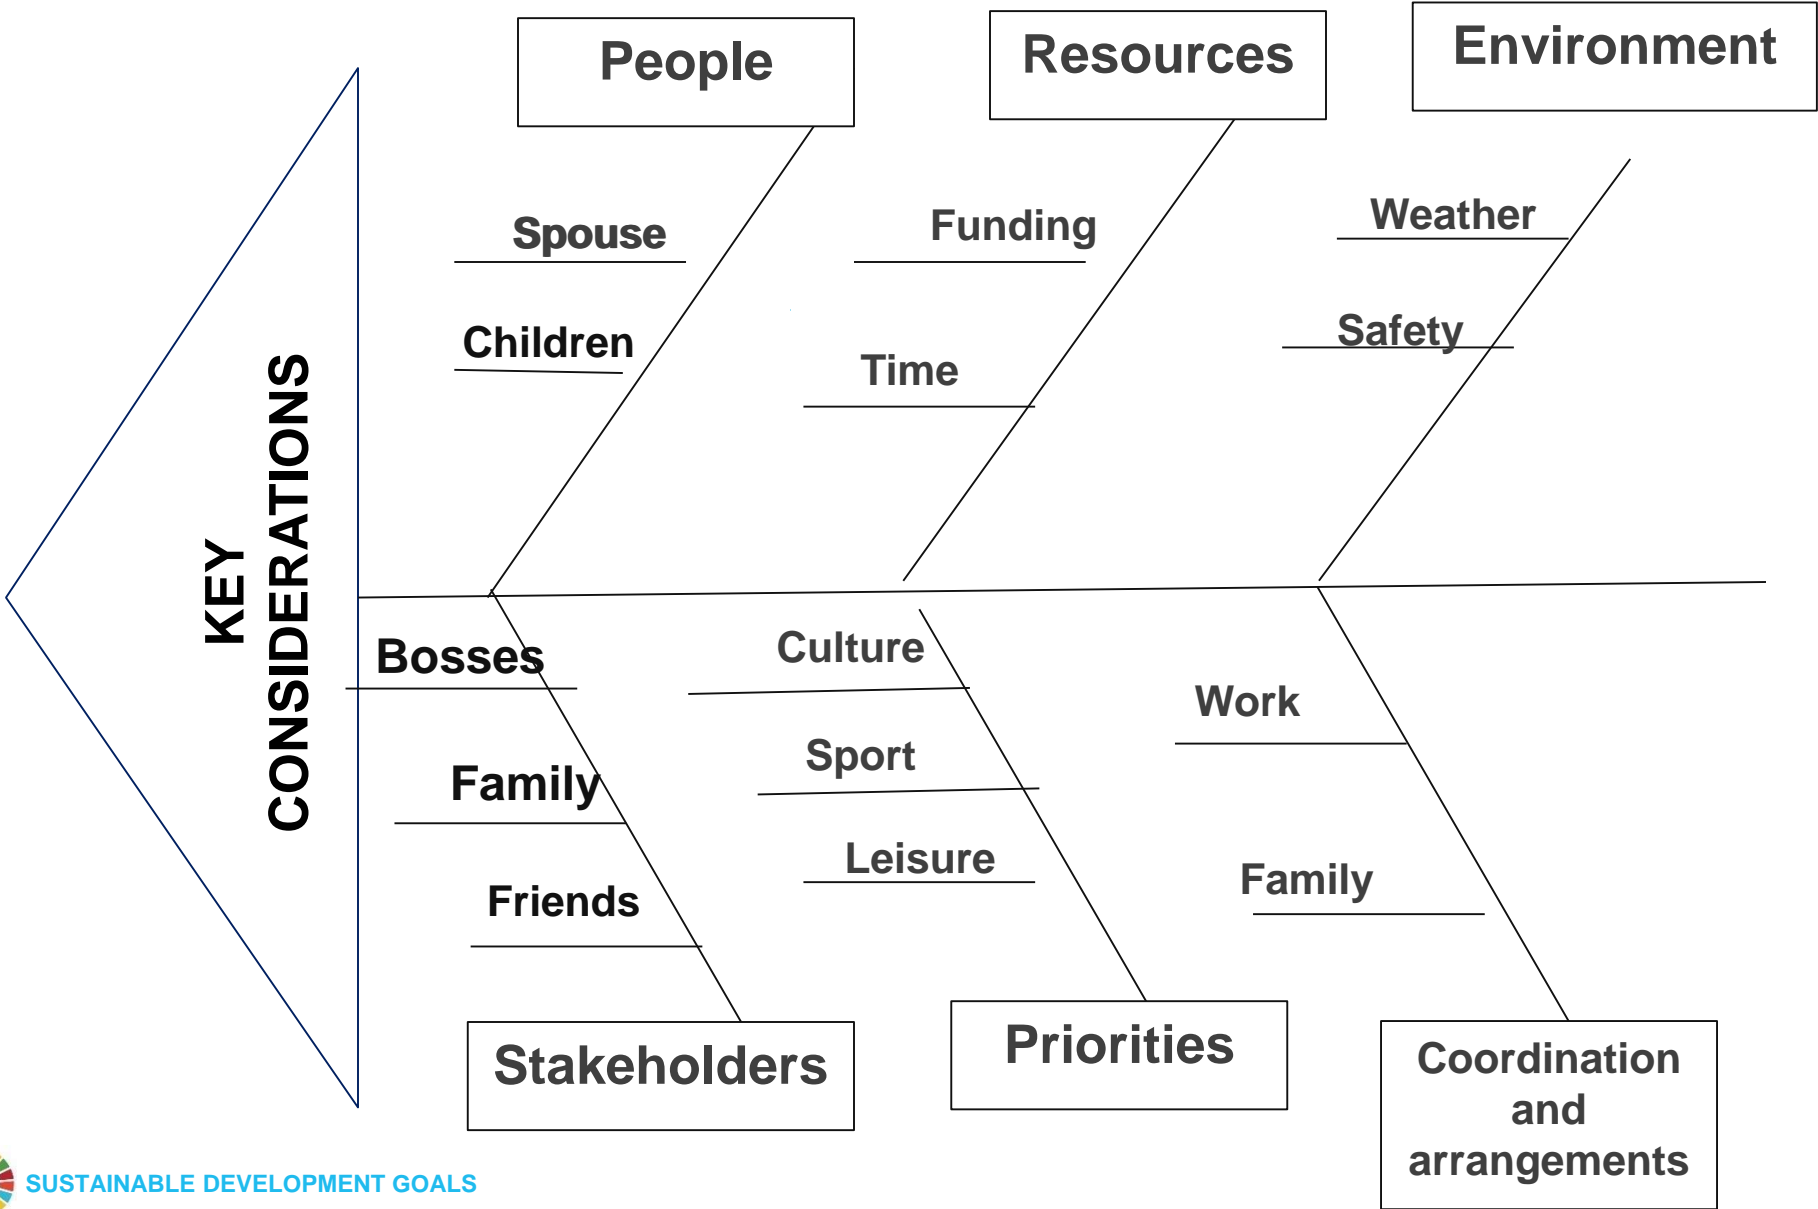 People
Resources
Environment
Spouse
Funding
Weather
Children
Time
Safety
KEY
CONSIDERATIONS
Bosses
Culture
Work
Family
Sport
Leisure
Family
Friends
Stakeholders
Priorities
Coordination
and
arrangements
SUSTAINABLE DEVELOPMENT GOALS